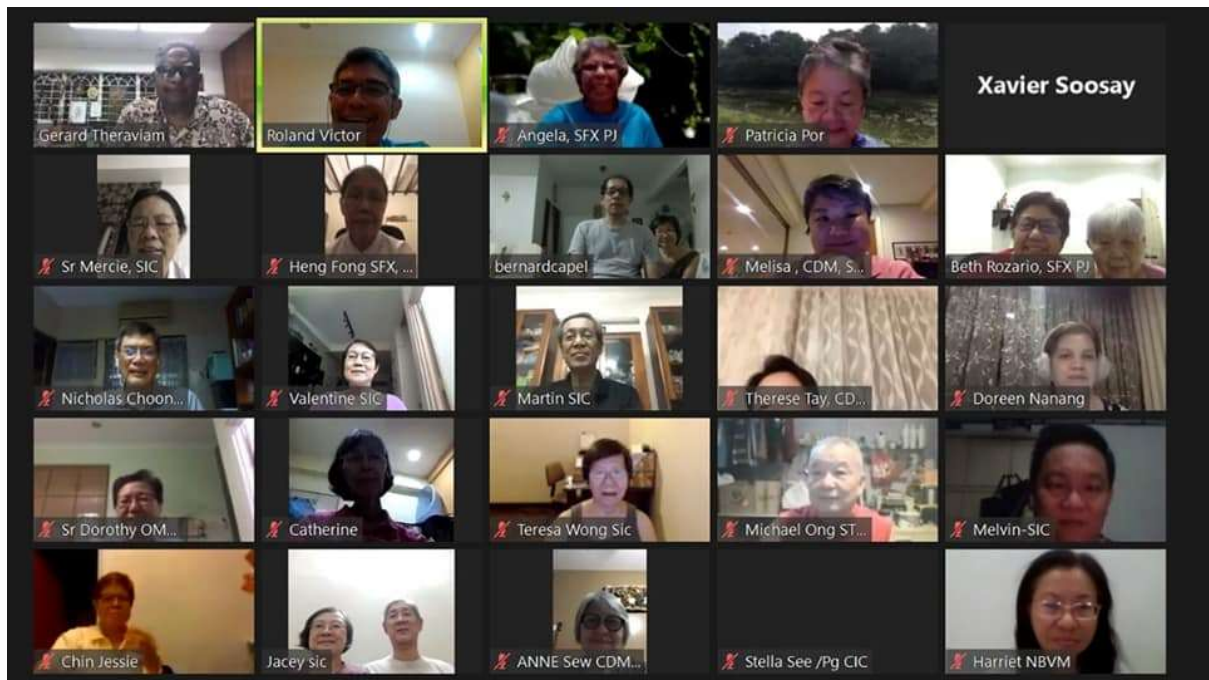 Gerard Theraviam
Roland Victor
Angela, SFX PJ
Patricia Por
Xavier Soosay
Sr Mercie, SIC
Heng Fong SFX, ...
bernardcapel
Melisa , CDM, S...
Beth Rozario, SFX PJ
Nicholas Choon...
Valentine SIC
Martin SIC
Therese Tay, CD...
Doreen Nanang
Sr Dorothy OM...
Catherine
Teresa Wong Sic
Michael Ong ST...
Melvin-SIC
Chin Jessie
Jacey sic
ANNE Sew CDM...
Stella See /Pg CIC
Harriet NBVM